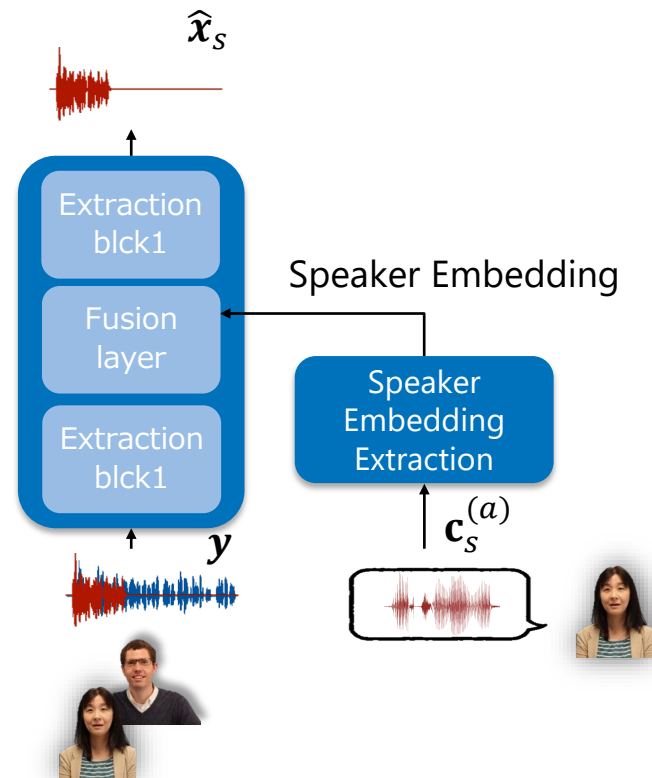 x̂ₛ
Extraction
blck1
Speaker Embedding
Fusion
layer
Speaker
Embedding
Extraction
Extraction
blck1
y
cₛ⁽ᵃ⁾